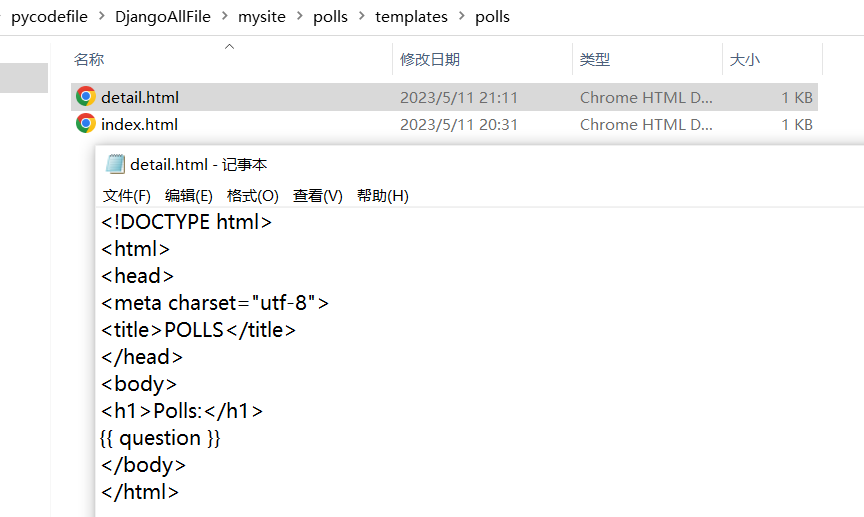 pycodefile > DjangoAllFile > mysite > polls > templates > polls
名称 修改日期 类型 大小
detail.html 2023/5/11 21:11 Chrome HTML D... 1 KB
index.html 2023/5/11 20:31 Chrome HTML D... 1 KB
detail.html - 记事本
文件(F) 编辑(E) 格式(O) 查看(V) 帮助(H)
<!DOCTYPE html>
<html>
<head>
<meta charset="utf-8">
<title>POLLS</title>
</head>
<body>
<h1>Polls:</h1>
{{ question }}
</body>
</html>